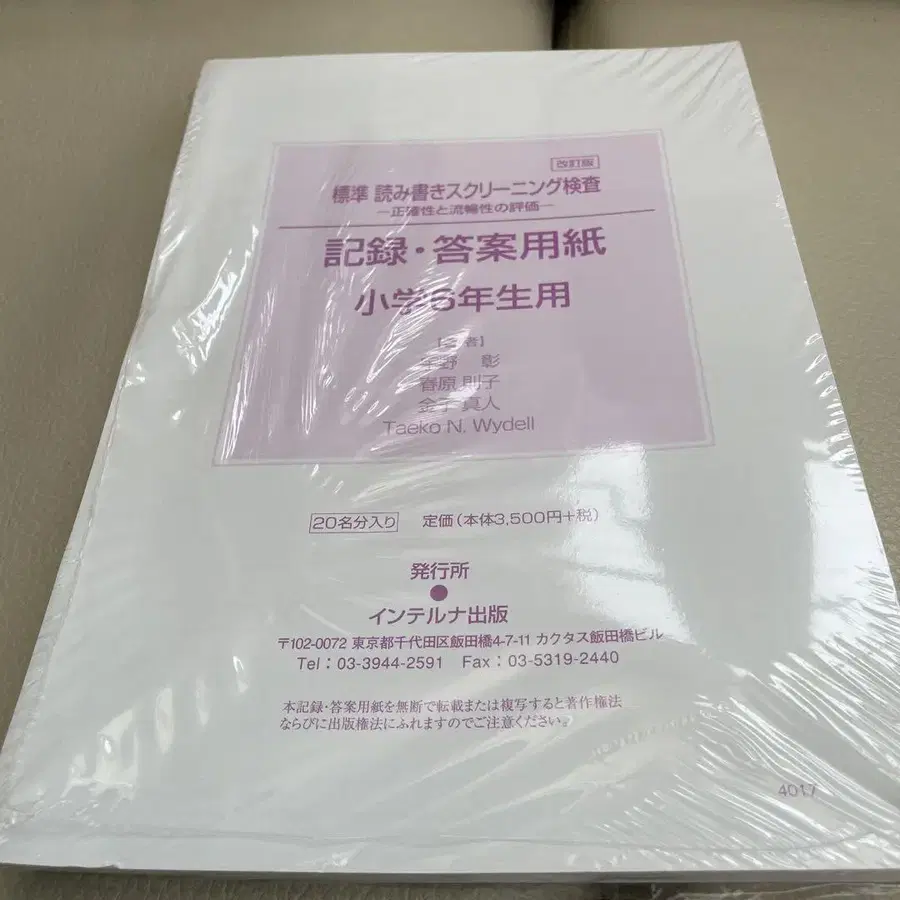 改訂版
標準 読み書きスクリーニング検査
―正確性と流暢性の評価―
記録・答案用紙
小学6年生用
【著者】
宇野 彰
春原則子
金子真人
Taeko N. Wydell
20名分入り 定価(本体3,500円+税)
発行所
●
インテルナ出版
〒102-0072 東京都千代田区飯田橋4-7-11 カクタス飯田橋ビル
Tel:03-3944-2591 Fax:03-5319-2440
本記録・答案用紙を無断で転載または複写すると著作権法
ならびに出版権法にふれますのでご注意ください。
4017